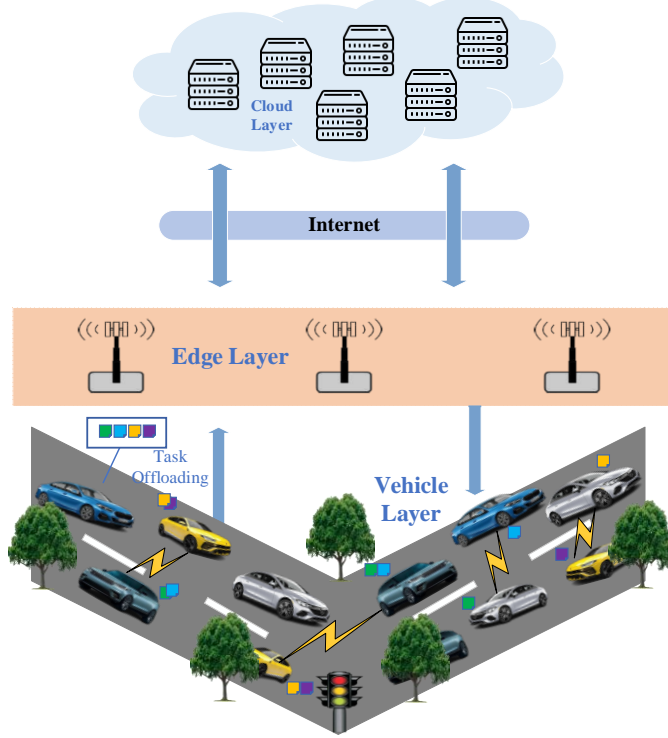 Cloud
Layer
Internet
Edge Layer
Task
Offloading
Vehicle
Layer